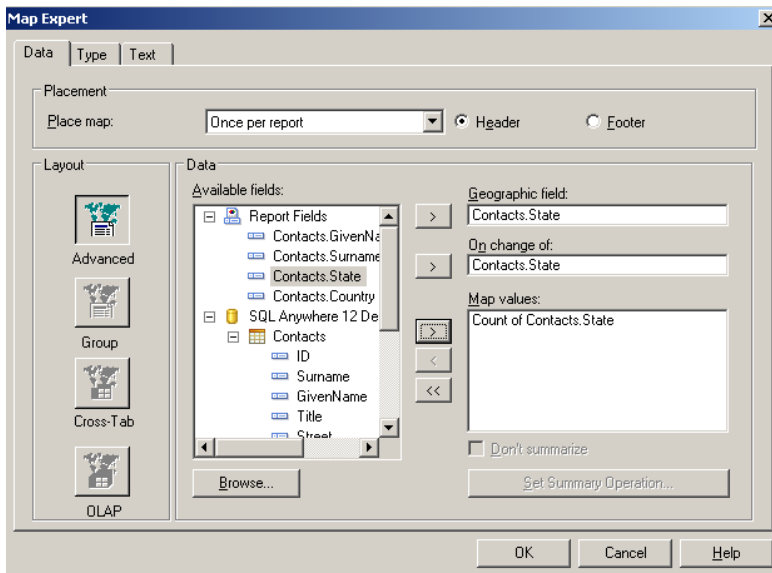 Map Expert
Data
Type
Text
Placement
Place map:
Once per report
Header
Footer
Layout
Advanced
Group
Cross-Tab
OLAP
Data
Available fields:
Report Fields
Contacts.GivenNa
Contacts.Surname
Contacts.State
Contacts.Country
SQL Anywhere 12 De
Contacts
ID
Surname
GivenName
Title
Street
Browse...
>
>
>
<
<<
Geographic field:
Contacts.State
On change of:
Contacts.State
Map values:
Count of Contacts.State
Don't summarize
Set Summary Operation...
OK
Cancel
Help